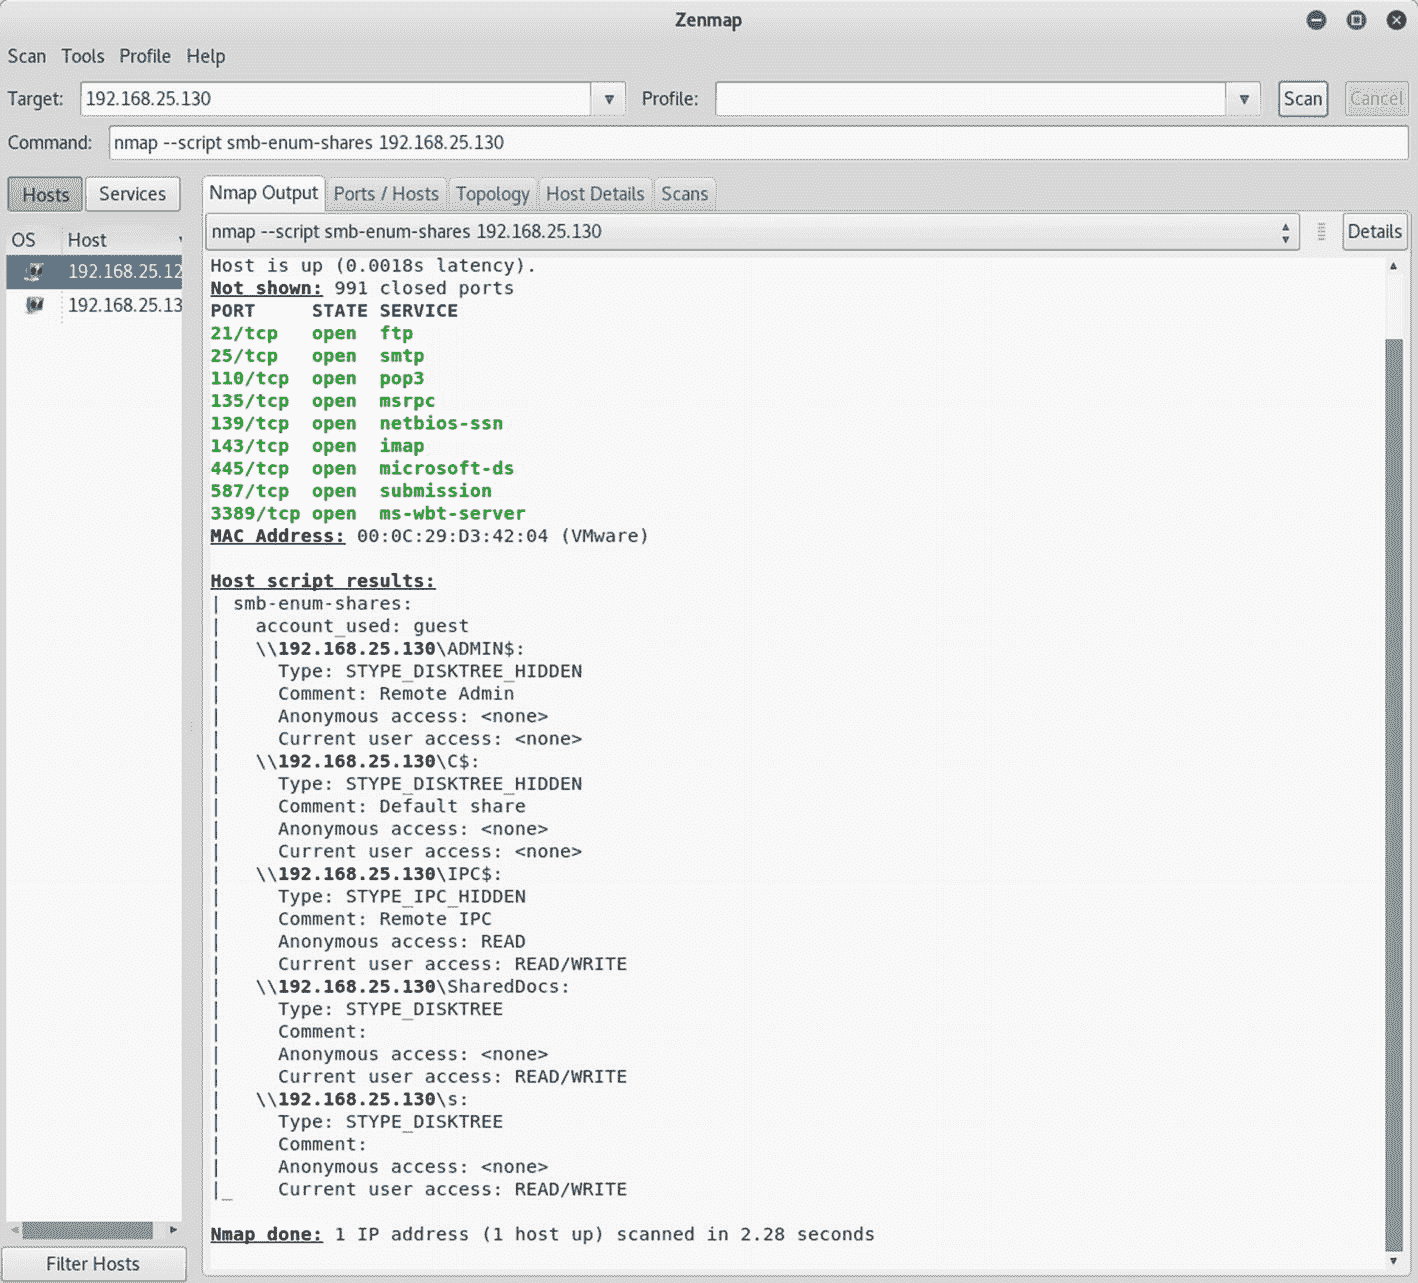 Zenmap
Scan Tools Profile Help
Target: 192.168.25.130 Profile: Scan Cancel
Command: nmap --script smb-enum-shares 192.168.25.130
Hosts Services Nmap Output Ports / Hosts Topology Host Details Scans
nmap --script smb-enum-shares 192.168.25.130 Details
OS Host
192.168.25.12
192.168.25.13
Host is up (0.0018s latency).
Not shown: 991 closed ports
PORT STATE SERVICE
21/tcp open ftp
25/tcp open smtp
110/tcp open pop3
135/tcp open msrpc
139/tcp open netbios-ssn
143/tcp open imap
445/tcp open microsoft-ds
587/tcp open submission
3389/tcp open ms-wbt-server
MAC Address: 00:0C:29:D3:42:04 (VMware)
Host script results:
| smb-enum-shares:
|   account_used: guest
|   \\192.168.25.130\ADMIN$:
|     Type: STYPE_DISKTREE_HIDDEN
|     Comment: Remote Admin
|     Anonymous access: <none>
|     Current user access: <none>
|   \\192.168.25.130\C$:
|     Type: STYPE_DISKTREE_HIDDEN
|     Comment: Default share
|     Anonymous access: <none>
|     Current user access: <none>
|   \\192.168.25.130\IPC$:
|     Type: STYPE_IPC_HIDDEN
|     Comment: Remote IPC
|     Anonymous access: READ
|     Current user access: READ/WRITE
|   \\192.168.25.130\SharedDocs:
|     Type: STYPE_DISKTREE
|     Comment:
|     Anonymous access: <none>
|     Current user access: READ/WRITE
|   \\192.168.25.130\s:
|     Type: STYPE_DISKTREE
|     Comment:
|     Anonymous access: <none>
|_    Current user access: READ/WRITE
Nmap done: 1 IP address (1 host up) scanned in 2.28 seconds
Filter Hosts